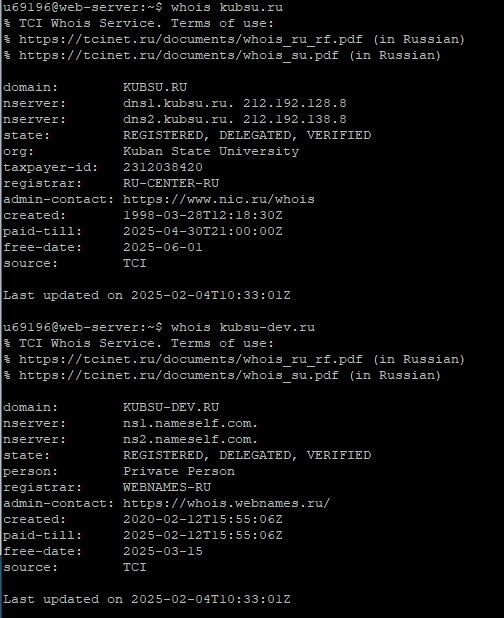 u69196@web-server:~$ whois kubsu.ru
% TCI Whois Service. Terms of use:
% https://tcinet.ru/documents/whois_ru_rf.pdf (in Russian)
% https://tcinet.ru/documents/whois_su.pdf (in Russian)

domain:        KUBSU.RU
nserver:       dns1.kubsu.ru. 212.192.128.8
nserver:       dns2.kubsu.ru. 212.192.138.8
state:         REGISTERED, DELEGATED, VERIFIED
org:           Kuban State University
taxpayer-id:   2312038420
registrar:     RU-CENTER-RU
admin-contact: https://www.nic.ru/whois
created:       1998-03-28T12:18:30Z
paid-till:     2025-04-30T21:00:00Z
free-date:     2025-06-01
source:        TCI

Last updated on 2025-02-04T10:33:01Z

u69196@web-server:~$ whois kubsu-dev.ru
% TCI Whois Service. Terms of use:
% https://tcinet.ru/documents/whois_ru_rf.pdf (in Russian)
% https://tcinet.ru/documents/whois_su.pdf (in Russian)

domain:        KUBSU-DEV.RU
nserver:       ns1.nameself.com.
nserver:       ns2.nameself.com.
state:         REGISTERED, DELEGATED, VERIFIED
person:        Private Person
registrar:     WEBNAMES-RU
admin-contact: https://whois.webnames.ru/
created:       2020-02-12T15:55:06Z
paid-till:     2025-02-12T15:55:06Z
free-date:     2025-03-15
source:        TCI

Last updated on 2025-02-04T10:33:01Z